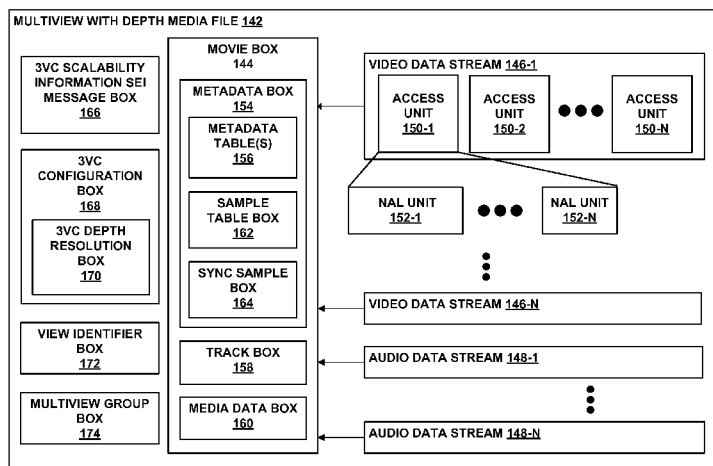 MULTIVIEW WITH DEPTH MEDIA FILE 142
3VC SCALABILITY
INFORMATION SEI
MESSAGE BOX
166
3VC
CONFIGURATION
BOX
168
3VC DEPTH
RESOLUTION
BOX
170
VIEW IDENTIFIER
BOX
172
MULTIVIEW GROUP
BOX
174
MOVIE BOX
144
METADATA BOX
154
METADATA
TABLE(S)
156
SAMPLE
TABLE BOX
162
SYNC SAMPLE
BOX
164
TRACK BOX
158
MEDIA DATA BOX
160
VIDEO DATA STREAM 146-1
ACCESS
UNIT
150-1
ACCESS
UNIT
150-2
ACCESS
UNIT
150-N
NAL UNIT
152-1
NAL UNIT
152-N
VIDEO DATA STREAM 146-N
AUDIO DATA STREAM 148-1
AUDIO DATA STREAM 148-N